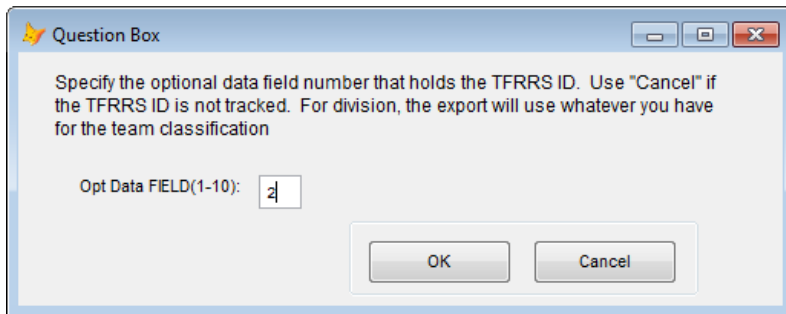 Question Box
Specify the optional data field number that holds the TFRRS ID. Use "Cancel" if
the TFRRS ID is not tracked. For division, the export will use whatever you have
for the team classification
Opt Data FIELD(1-10): 2
OK Cancel